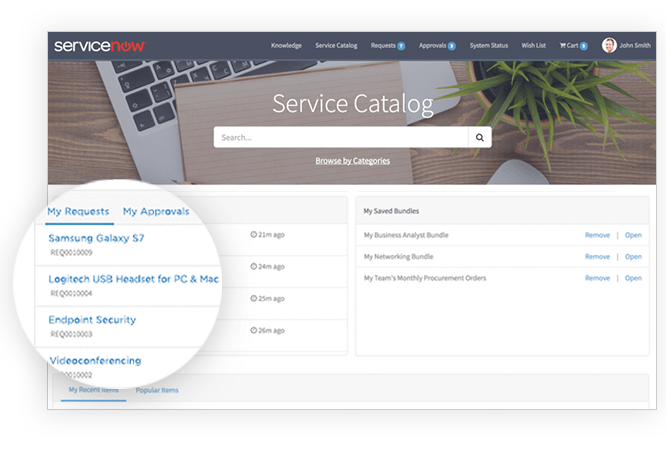 servicenow
Knowledge Service Catalog Requests 7 Approvals 3 System Status Wish List Cart 5 John Smith
Service Catalog
Search...
Browse by Categories
My Requests My Approvals
Samsung Galaxy S7
REQ0010009
21m ago
Logitech USB Headset for PC & Mac
REQ0010004
24m ago
Endpoint Security
REQ0010003
25m ago
Videoconferencing
26m ago
My Saved Bundles
My Business Analyst Bundle Remove | Open
My Networking Bundle Remove | Open
My Team's Monthly Procurement Orders Remove | Open
My Recent Items Popular Items